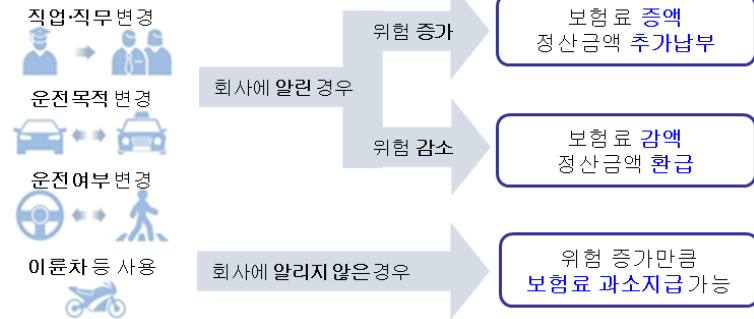 직업·직무 변경
운전목적 변경
운전여부 변경
이륜차 등 사용
회사에 알린 경우
위험 증가
보험료 증액
정산금액 추가납부
위험 감소
보험료 감액
정산금액 환급
회사에 알리지 않은 경우
위험 증가만큼
보험료 과소지급 가능